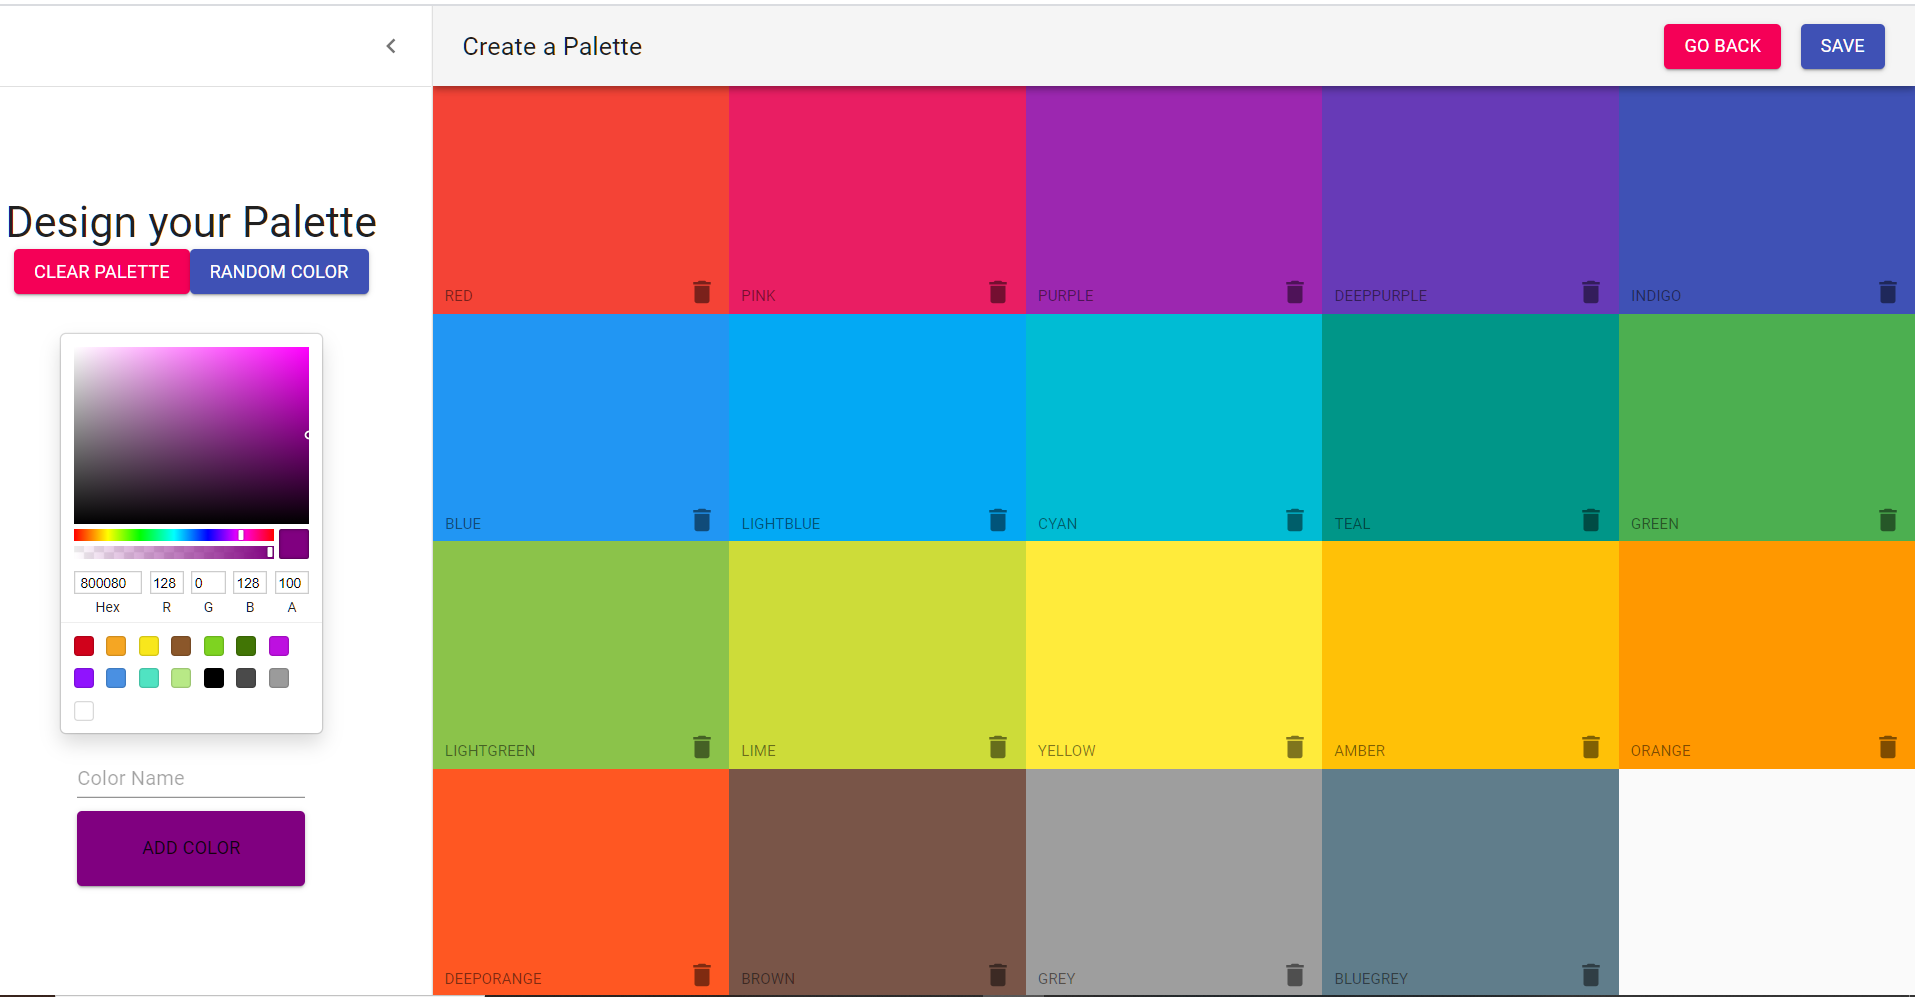 Create a Palette
GO BACK
SAVE
Design your Palette
CLEAR PALETTE
RANDOM COLOR
800080
128
0
128
100
Hex
R
G
B
A
Color Name
ADD COLOR
RED
PINK
PURPLE
DEEPPURPLE
INDIGO
BLUE
LIGHTBLUE
CYAN
TEAL
GREEN
LIGHTGREEN
LIME
YELLOW
AMBER
ORANGE
DEEPORANGE
BROWN
GREY
BLUEGREY